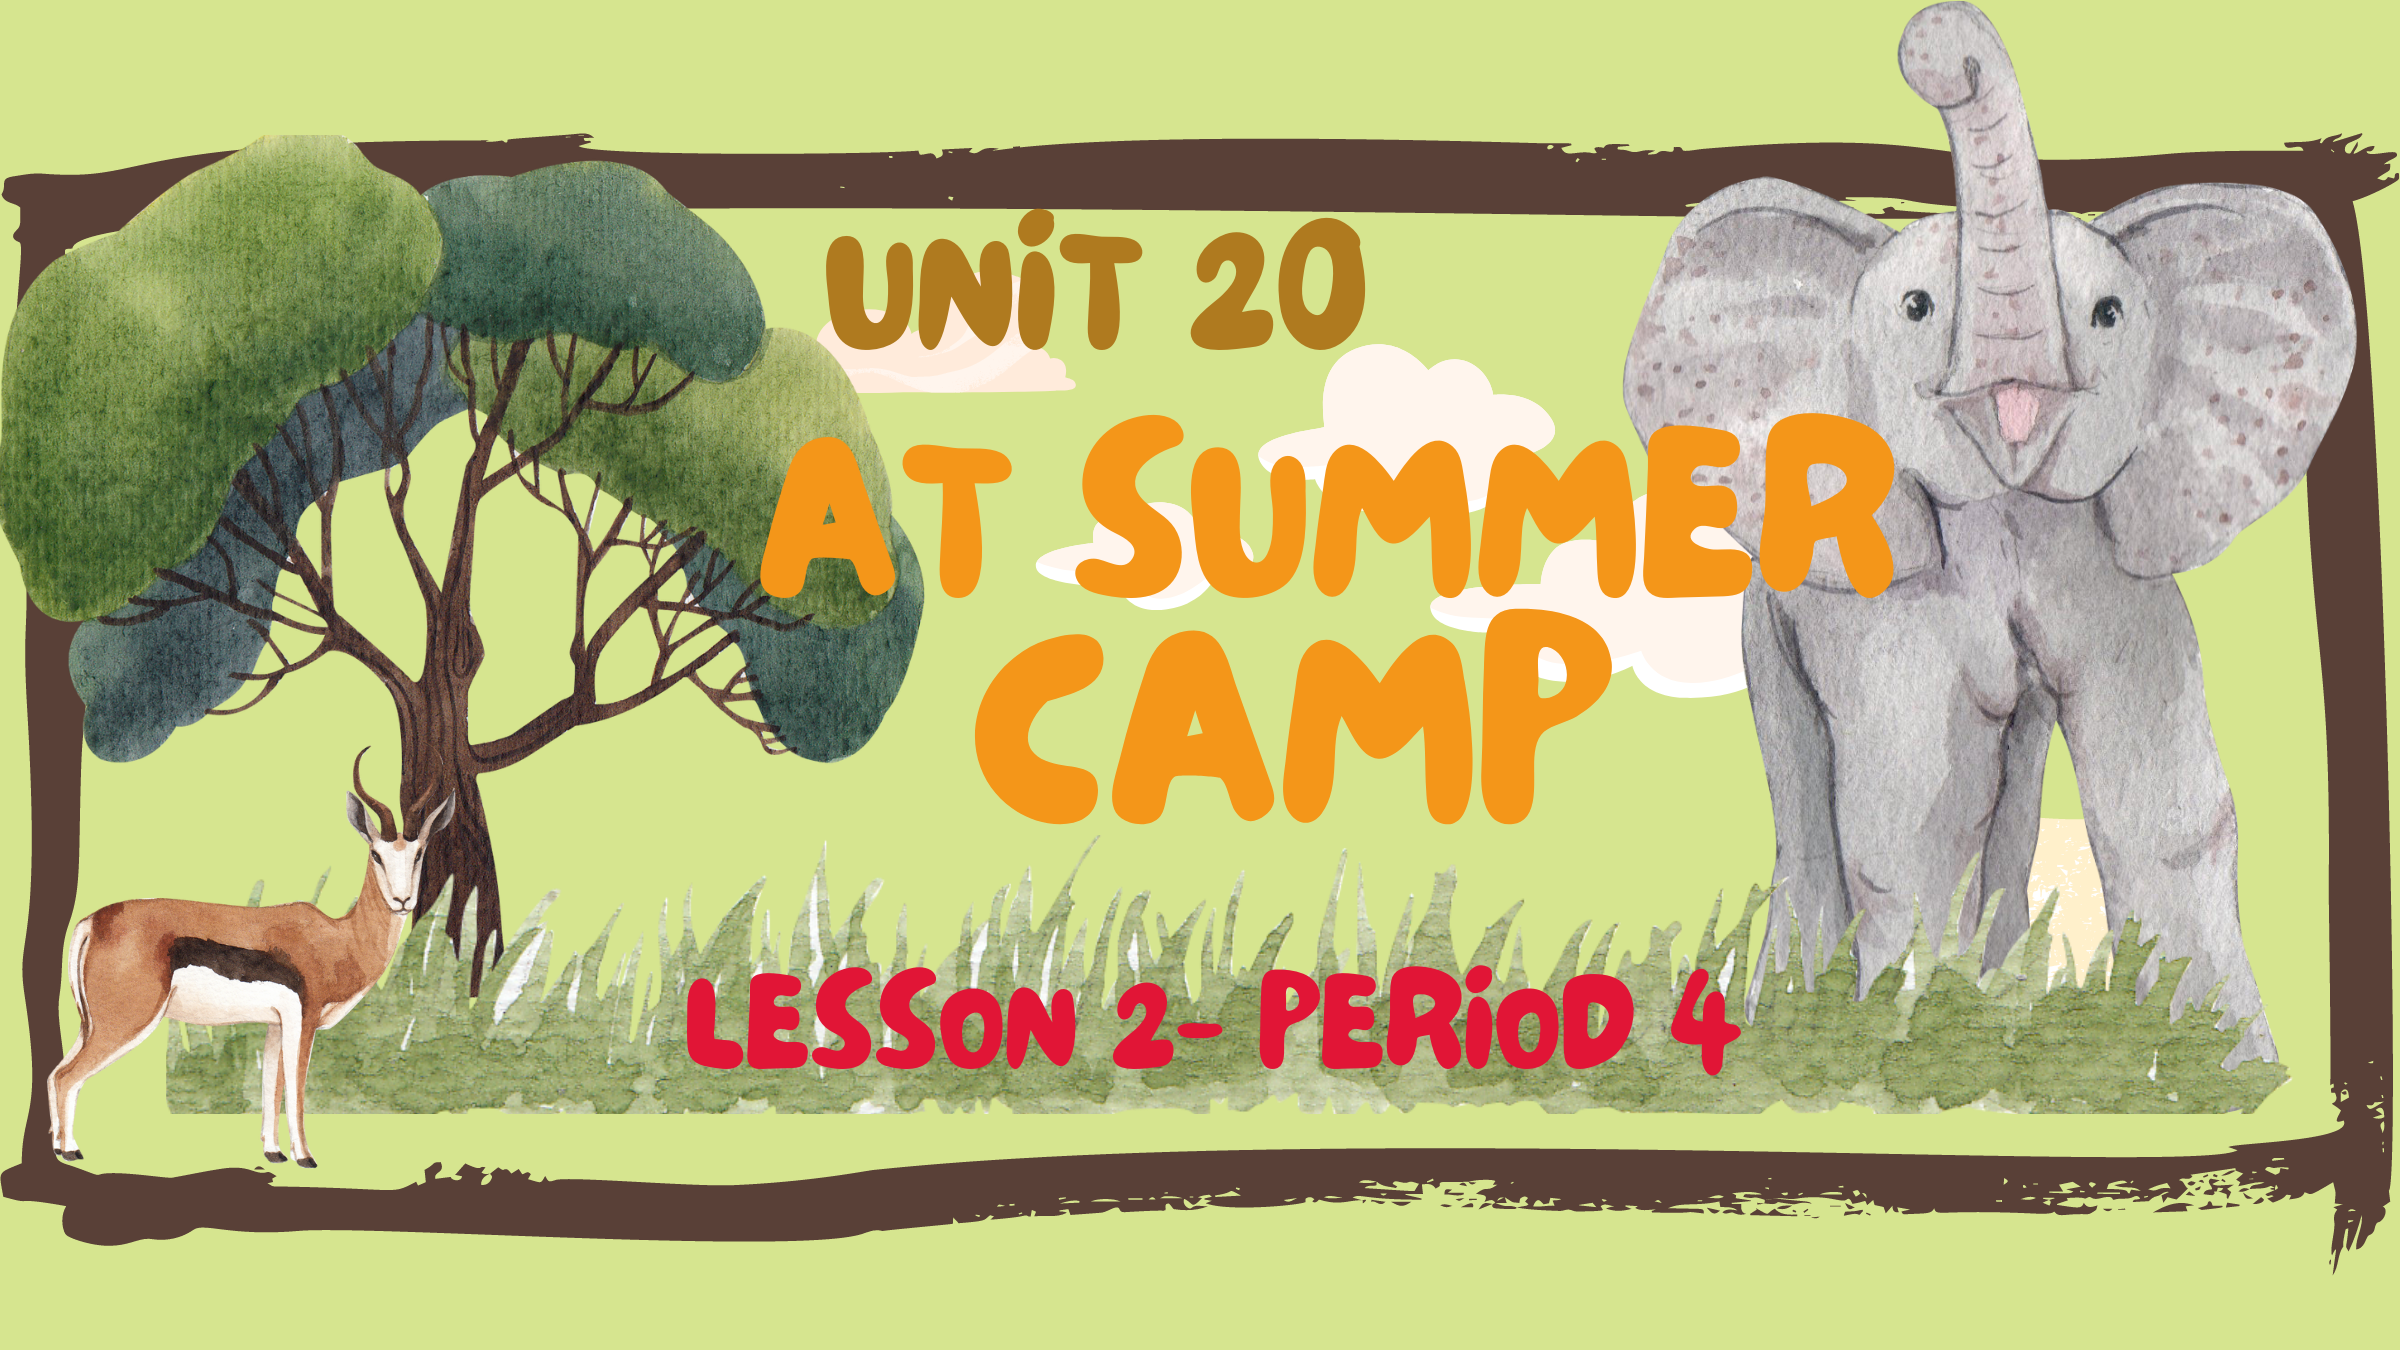 UNIT 20
AT SUMMER
CAMP
LESSON 2- PERIOD 4